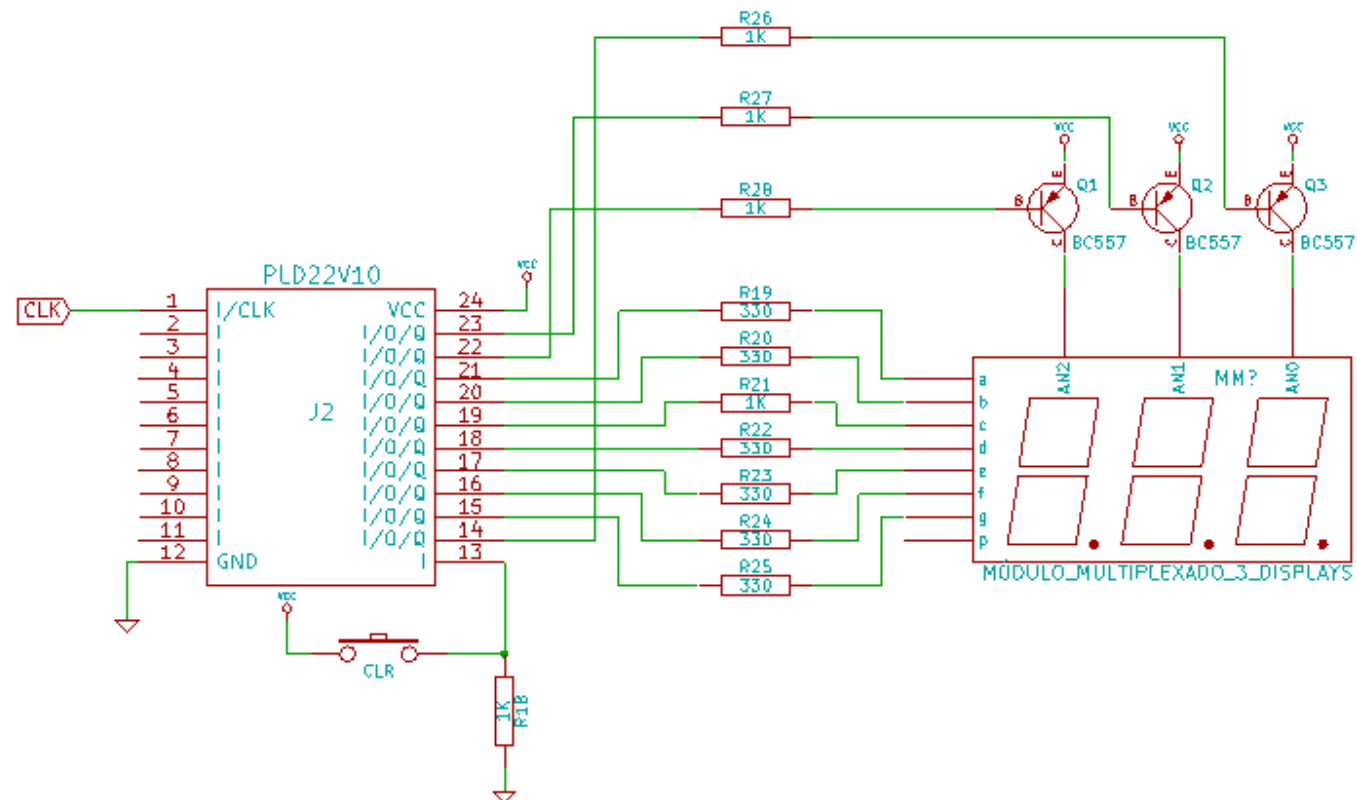 R26
1K
R27
1K
VCC
VCC
VCC
E
Q1
E
Q2
E
Q3
R28
1K
B
B
B
C
BC557
C
BC557
C
BC557
PLD22V10
VCC
CLK
1
I/CLK
VCC
24
2
I
I/O/Q
23
3
I
I/O/Q
22
4
I
I/O/Q
21
5
I
I/O/Q
20
6
I
I/O/Q
19
7
I
I/O/Q
18
8
I
I/O/Q
17
9
I
I/O/Q
16
10
I
I/O/Q
15
11
I
I/O/Q
14
12
GND
I
13
J2
R19
330
R20
330
R21
1K
R22
330
R23
330
R24
330
R25
330
AN2
AN1
MM?
AN0
a
b
c
d
e
f
g
p
MÓDULO_MULTIPLEXADO_3_DISPLAYS
VCC
CLR
1K
R18